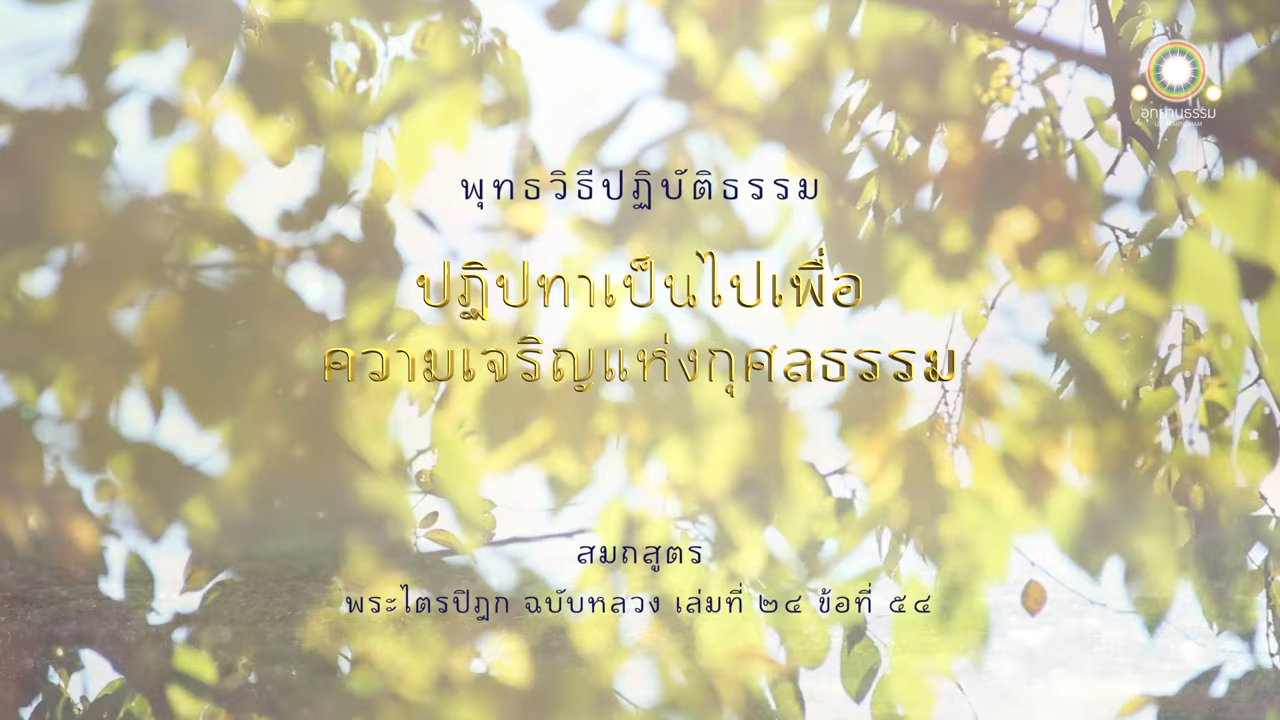 อุทยานธรรม
พุทธวิธีปฏิบัติธรรม
ปฏิปทาเป็นไปเพื่อ
ความเจริญแห่งกุศลธรรม
สมถสูตร
พระไตรปิฎก ฉบับหลวง เล่มที่ ๒๔ ข้อที่ ๕๔